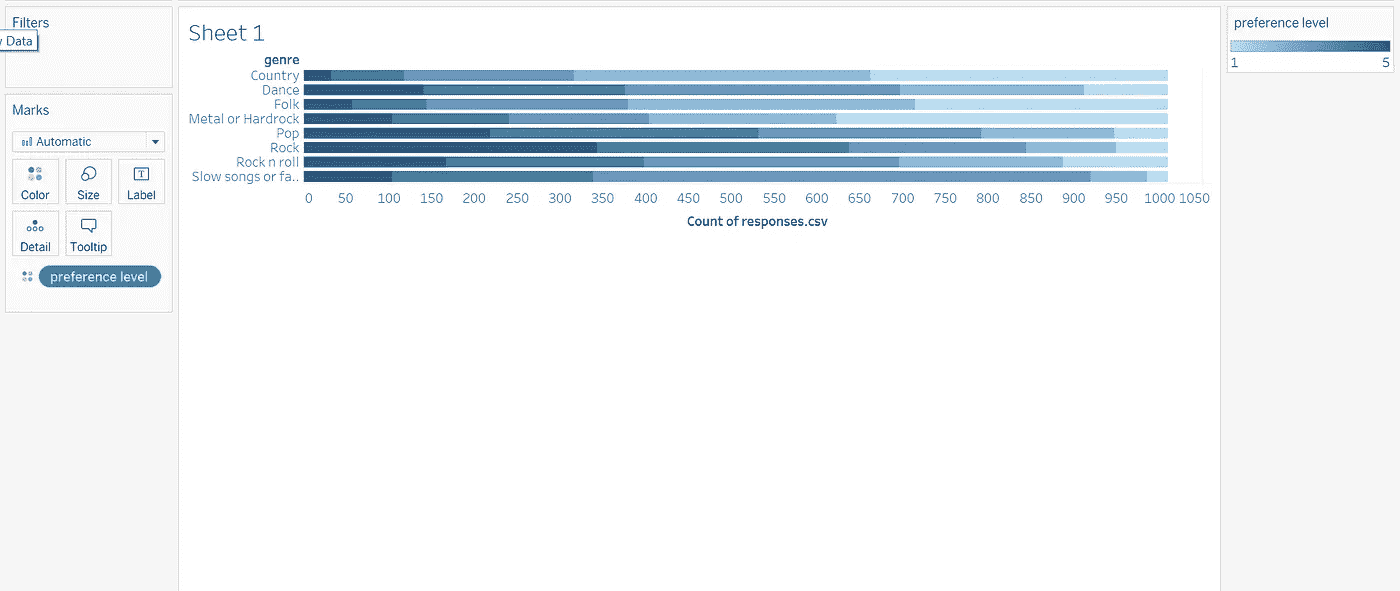 Filters
Data
Marks
Automatic
Color Size Label
Detail Tooltip
preference level
Sheet 1
genre
Country
Dance
Folk
Metal or Hardrock
Pop
Rock
Rock n roll
Slow songs or fa..
0 50 100 150 200 250 300 350 400 450 500 550 600 650 700 750 800 850 900 950 1000 1050
Count of responses.csv
preference level
1 5